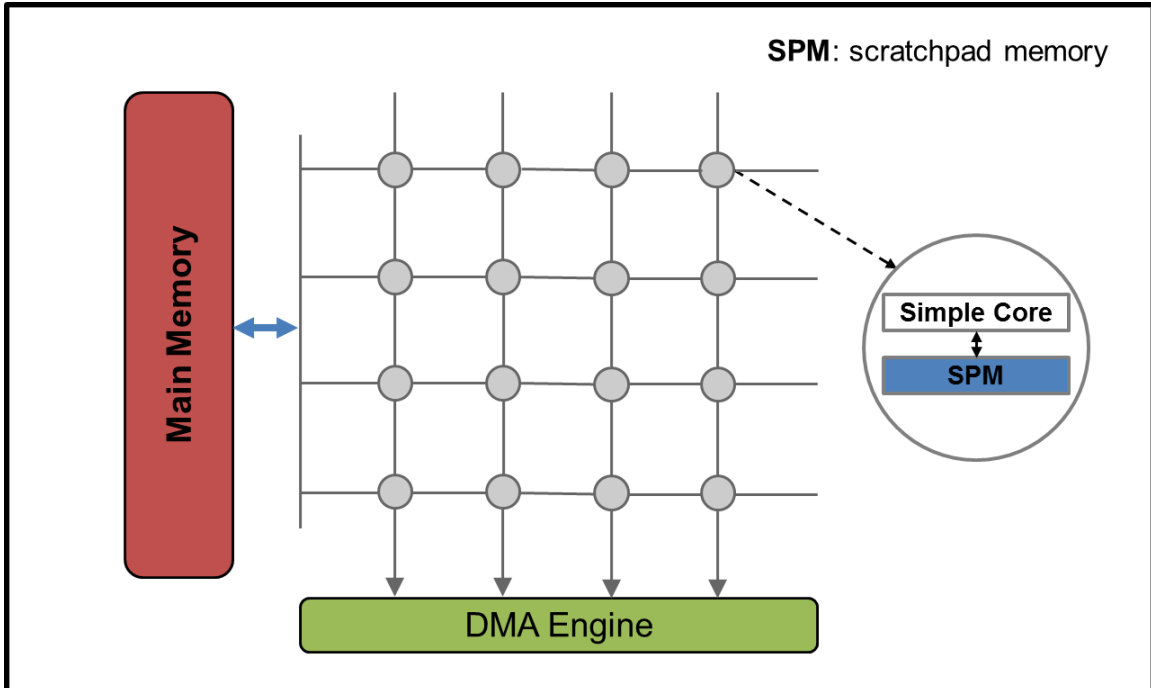 SPM: scratchpad memory
Main Memory
Simple Core
SPM
DMA Engine